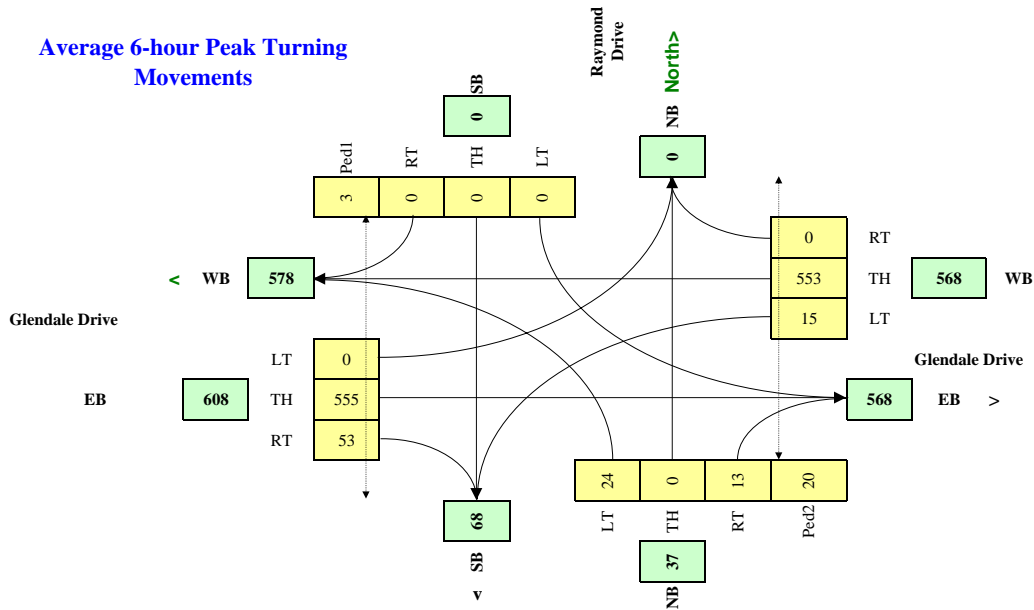 Average 6-hour Peak Turning
Movements
Raymond
Drive
North>
SB
0
NB
0
Ped1
RT
TH
LT
3
0
0
0
0
RT
< WB
578
553
TH
568
WB
15
LT
Glendale Drive
LT
0
Glendale Drive
EB
608
TH
555
568
EB >
RT
53
24
0
13
20
LT
TH
RT
Ped2
68
SB
v
37
NB